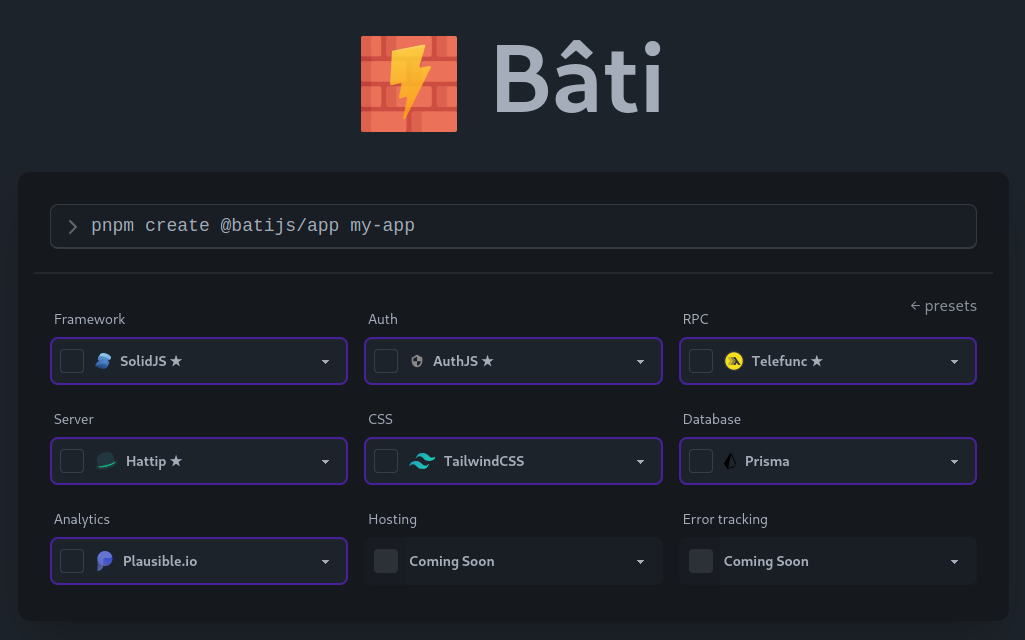 Bâti
pnpm create @batijs/app my-app
← presets
Framework
Auth
RPC
SolidJS ★
AuthJS ★
Telefunc ★
Server
CSS
Database
Hattip ★
TailwindCSS
Prisma
Analytics
Hosting
Error tracking
Plausible.io
Coming Soon
Coming Soon